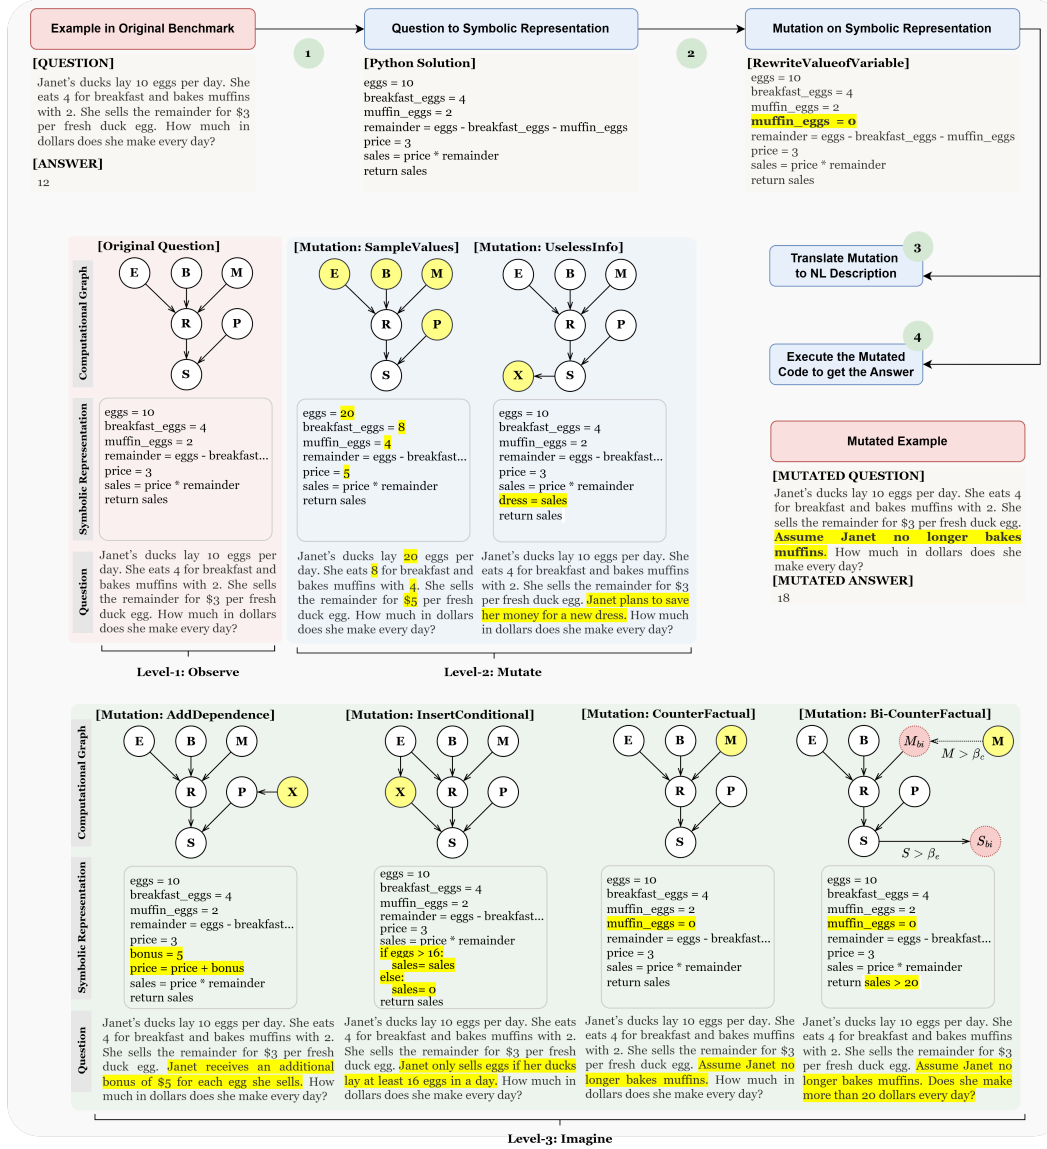 Example in Original Benchmark
1
Question to Symbolic Representation
2
Mutation on Symbolic Representation
[QUESTION]
Janet's ducks lay 10 eggs per day. She
eats 4 for breakfast and bakes muffins
with 2. She sells the remainder for $3
per fresh duck egg. How much in
dollars does she make every day?
[ANSWER]
12
[Python Solution]
eggs = 10
breakfast_eggs = 4
muffin_eggs = 2
remainder = eggs - breakfast_eggs - muffin_eggs
price = 3
sales = price * remainder
return sales
[RewriteValueofVariable]
eggs = 10
breakfast_eggs = 4
muffin_eggs = 2
muffin_eggs = 0
remainder = eggs - breakfast_eggs - muffin_eggs
price = 3
sales = price * remainder
return sales
3
Translate Mutation
to NL Description
4
Execute the Mutated
Code to get the Answer
Mutated Example
[MUTATED QUESTION]
Janet's ducks lay 10 eggs per day. She eats 4
for breakfast and bakes muffins with 2. She
sells the remainder for $3 per fresh duck egg.
Assume Janet no longer bakes
muffins. How much in dollars does she
make every day?
[MUTATED ANSWER]
18
Computational Graph
Symbolic Representation
Question
[Original Question]
E B M
R P
S
eggs = 10
breakfast_eggs = 4
muffin_eggs = 2
remainder = eggs - breakfast...
price = 3
sales = price * remainder
return sales
Janet's ducks lay 10 eggs per
day. She eats 4 for breakfast and
bakes muffins with 2. She sells
the remainder for $3 per fresh
duck egg. How much in dollars
does she make every day?
Level-1: Observe
[Mutation: SampleValues]
E B M
R P
S
eggs = 20
breakfast_eggs = 8
muffin_eggs = 4
remainder = eggs - breakfast...
price = 5
sales = price * remainder
return sales
Janet's ducks lay 20 eggs per
day. She eats 8 for breakfast and
bakes muffins with 4. She sells
the remainder for $5 per fresh
duck egg. How much in dollars
does she make every day?
[Mutation: UselessInfo]
E B M
R P
X S
eggs = 10
breakfast_eggs = 4
muffin_eggs = 2
remainder = eggs - breakfast...
price = 3
sales = price * remainder
dress = sales
return sales
Janet's ducks lay 10 eggs per day. She
eats 4 for breakfast and bakes muffins
with 2. She sells the remainder for $3
per fresh duck egg. Janet plans to save
her money for a new dress. How much
in dollars does she make every day?
Level-2: Mutate
Computational Graph
Symbolic Representation
Question
[Mutation: AddDependence]
E B M
R P X
S
eggs = 10
breakfast_eggs = 4
muffin_eggs = 2
remainder = eggs - breakfast...
price = 3
bonus = 5
price = price + bonus
sales = price * remainder
return sales
Janet's ducks lay 10 eggs per day. She eats
4 for breakfast and bakes muffins with 2.
She sells the remainder for $3 per fresh
duck egg. Janet receives an additional
bonus of $5 for each egg she sells. How
much in dollars does she make every day?
[Mutation: InsertConditional]
E B M
X R P
S
eggs = 10
breakfast_eggs = 4
muffin_eggs = 2
remainder = eggs - breakfast...
price = 3
sales = price * remainder
if eggs > 16:
sales= sales
else:
sales= 0
return sales
Janet's ducks lay 10 eggs per day. She eats
4 for breakfast and bakes muffins with 2.
She sells the remainder for $3 per fresh
duck egg. Janet only sells eggs if her ducks
lay at least 16 eggs in a day. How much in
dollars does she make every day?
[Mutation: CounterFactual]
E B M
R P
S
eggs = 10
breakfast_eggs = 4
muffin_eggs = 2
muffin_eggs = 0
remainder = eggs - breakfast...
price = 3
sales = price * remainder
return sales
Janet's ducks lay 10 eggs per day. She
eats 4 for breakfast and bakes muffins
with 2. She sells the remainder for $3
per fresh duck egg. Assume Janet no
longer bakes muffins. How much in
dollars does she make every day?
[Mutation: Bi-CounterFactual]
E B M_bi M
M > β_c
R P
S S_bi
S > β_e
eggs = 10
breakfast_eggs = 4
muffin_eggs = 2
muffin_eggs = 0
remainder = eggs - breakfast...
price = 3
sales = price * remainder
return sales > 20
Janet's ducks lay 10 eggs per day. She
eats 4 for breakfast and bakes muffins
with 2. She sells the remainder for $3
per fresh duck egg. Assume Janet no
longer bakes muffins. Does she make
more than 20 dollars every day?
Level-3: Imagine